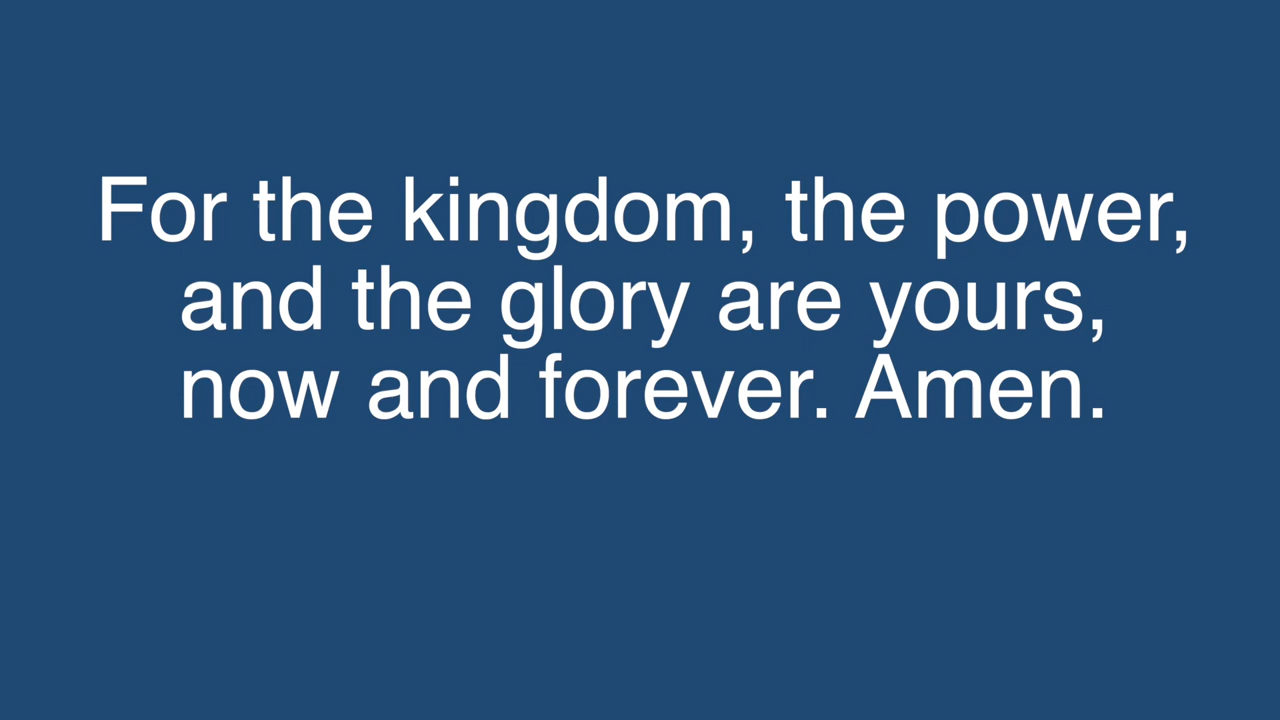 For the kingdom, the power,
and the glory are yours,
now and forever. Amen.